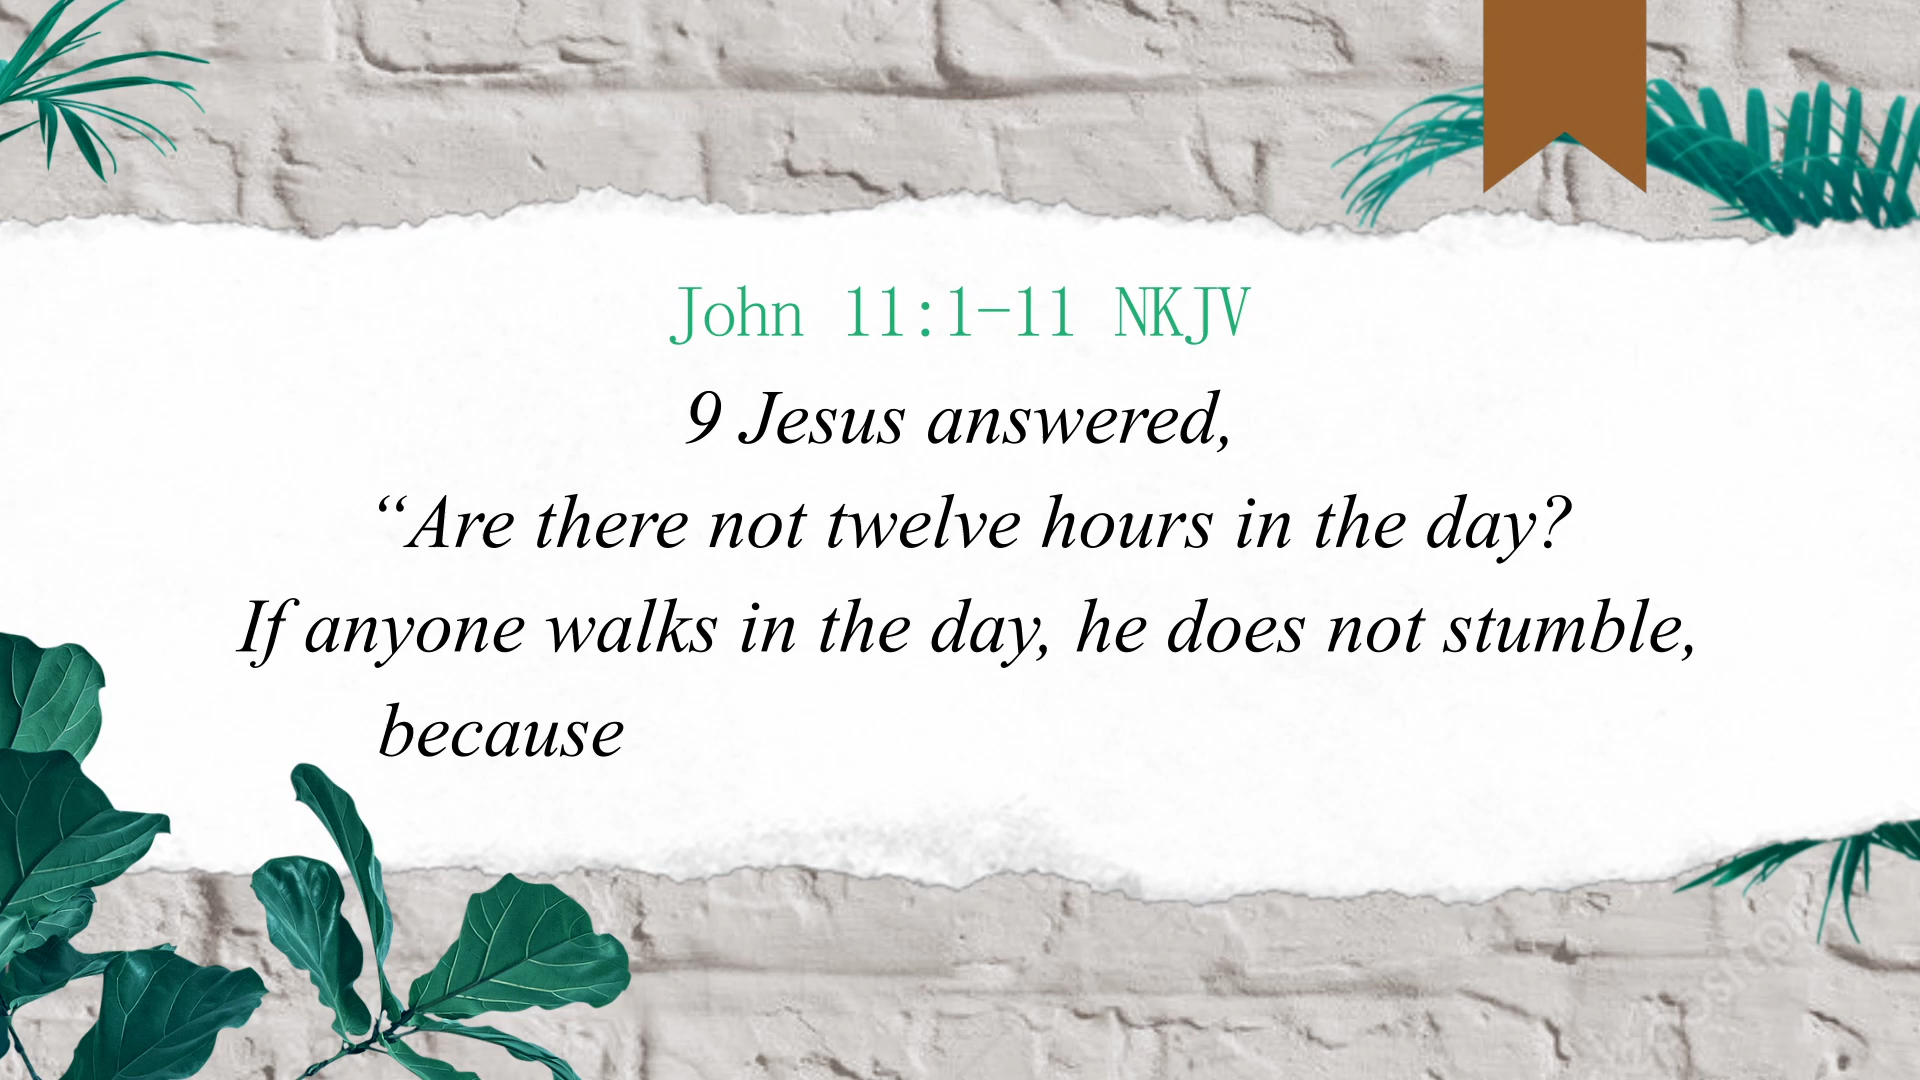 John 11:1-11 NKJV
9 Jesus answered,
“Are there not twelve hours in the day?
If anyone walks in the day, he does not stumble,
because